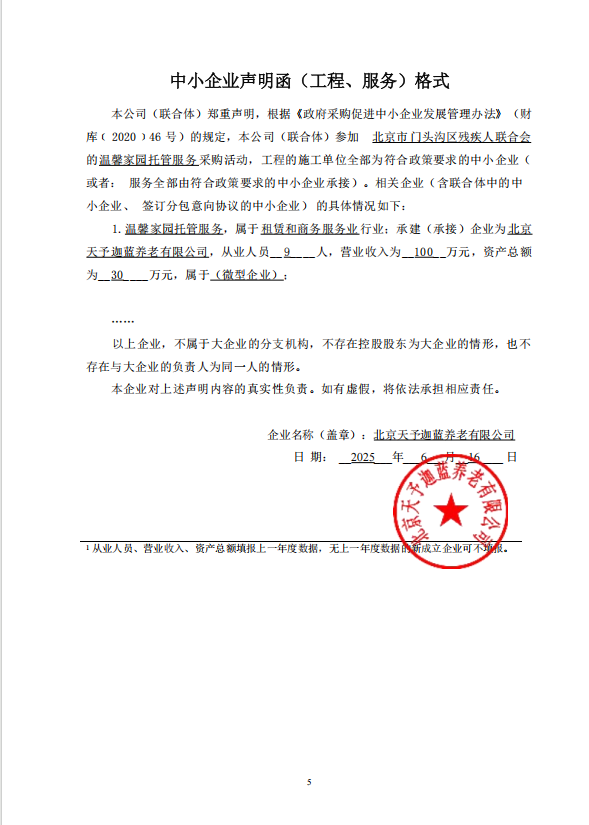 中小企业声明函（工程、服务）格式
本公司（联合体）郑重声明，根据《政府采购促进中小企业发展管理办法》（财
库﹝2020﹞46 号）的规定，本公司（联合体）参加 北京市门头沟区残疾人联合会
的温馨家园托管服务采购活动，工程的施工单位全部为符合政策要求的中小企业（
或者： 服务全部由符合政策要求的中小企业承接）。相关企业（含联合体中的中
小企业、 签订分包意向协议的中小企业） 的具体情况如下：
1. 温馨家园托管服务，属于租赁和商务服务业行业；承建（承接）企业为北京
天予迦蓝养老有限公司，从业人员 9 人，营业收入为 100 万元，资产总额
为 30 万元，属于（微型企业）；
……
以上企业，不属于大企业的分支机构，不存在控股股东为大企业的情形，也不
存在与大企业的负责人为同一人的情形。
本企业对上述声明内容的真实性负责。如有虚假，将依法承担相应责任。
企业名称（盖章）：北京天予迦蓝养老有限公司
日 期： 2025 年 6 月 16 日
北京天予迦蓝养老有限公司
1 从业人员、营业收入、资产总额填报上一年度数据，无上一年度数据的新成立企业可不填报。
5